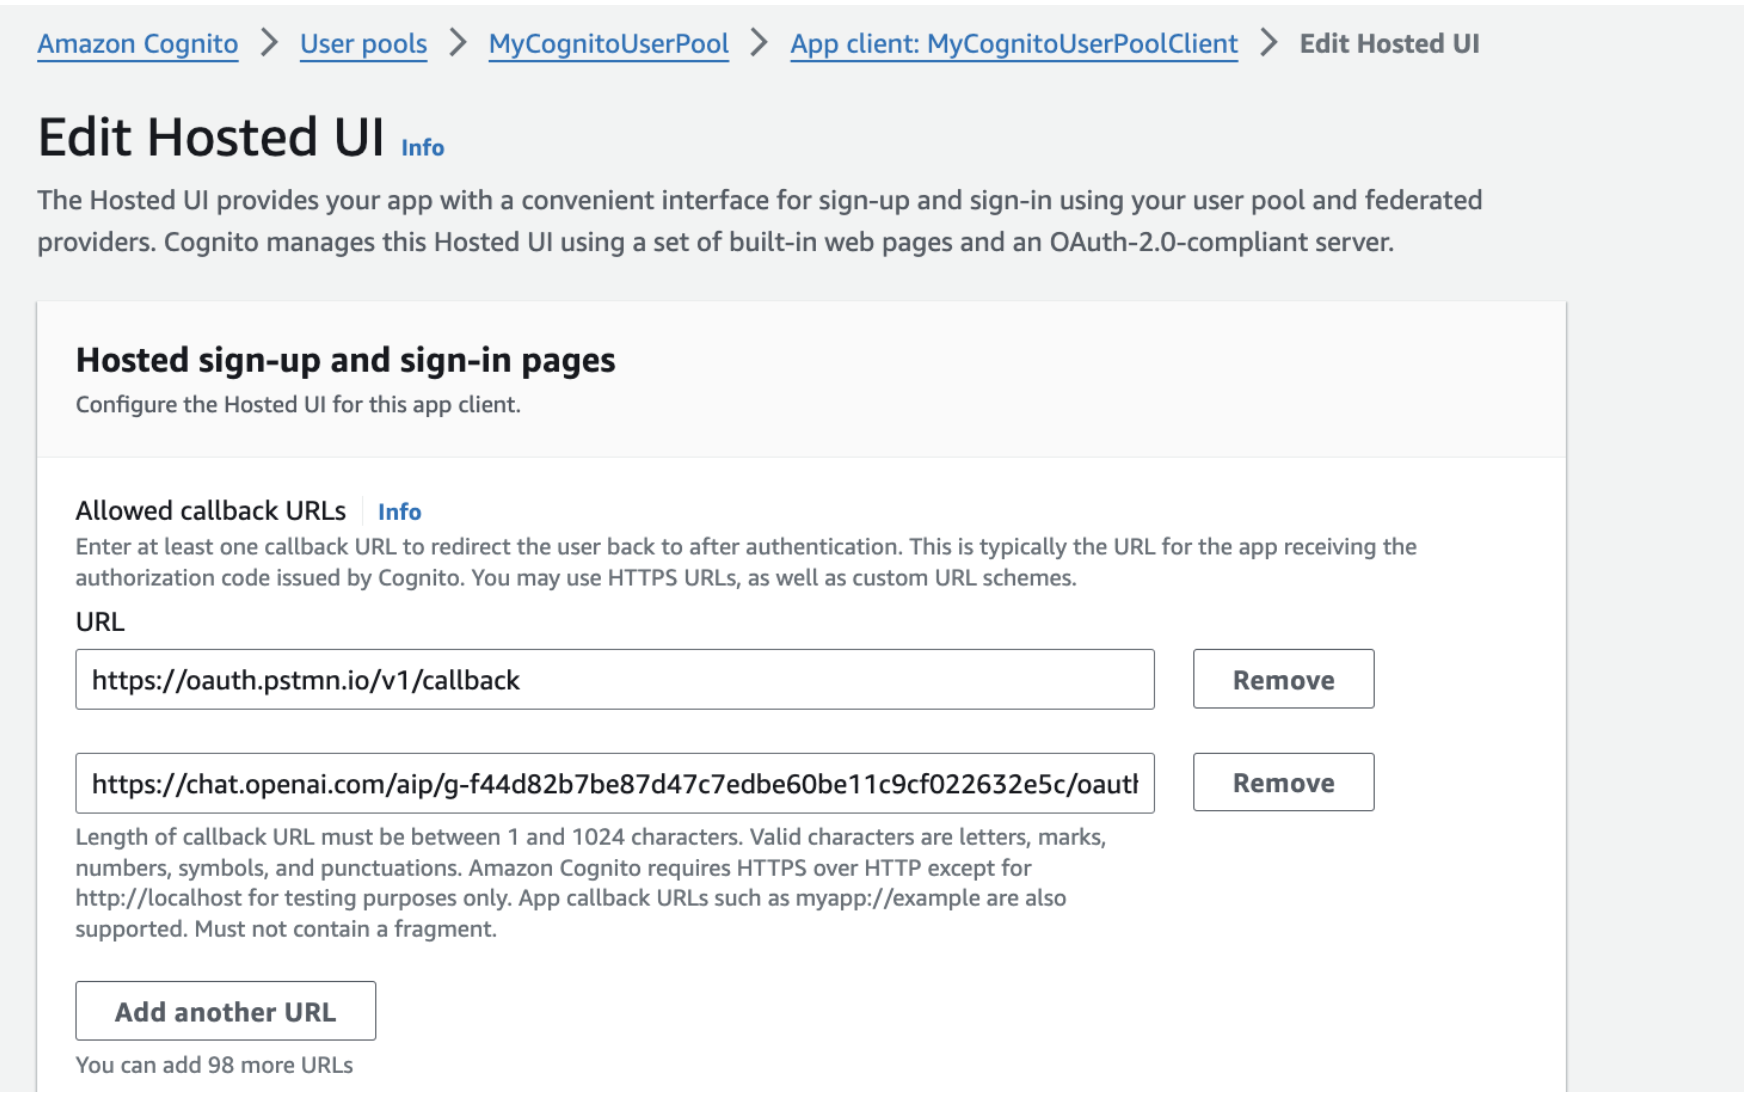 Amazon Cognito > User pools > MyCognitoUserPool > App client: MyCognitoUserPoolClient > Edit Hosted UI
Edit Hosted UI Info
The Hosted UI provides your app with a convenient interface for sign-up and sign-in using your user pool and federated
providers. Cognito manages this Hosted UI using a set of built-in web pages and an OAuth-2.0-compliant server.
Hosted sign-up and sign-in pages
Configure the Hosted UI for this app client.
Allowed callback URLs Info
Enter at least one callback URL to redirect the user back to after authentication. This is typically the URL for the app receiving the
authorization code issued by Cognito. You may use HTTPS URLs, as well as custom URL schemes.
URL
https://oauth.pstmn.io/v1/callback Remove
https://chat.openai.com/aip/g-f44d82b7be87d47c7edbe60be11c9cf022632e5c/oauth Remove
Length of callback URL must be between 1 and 1024 characters. Valid characters are letters, marks,
numbers, symbols, and punctuations. Amazon Cognito requires HTTPS over HTTP except for
http://localhost for testing purposes only. App callback URLs such as myapp://example are also
supported. Must not contain a fragment.
Add another URL
You can add 98 more URLs